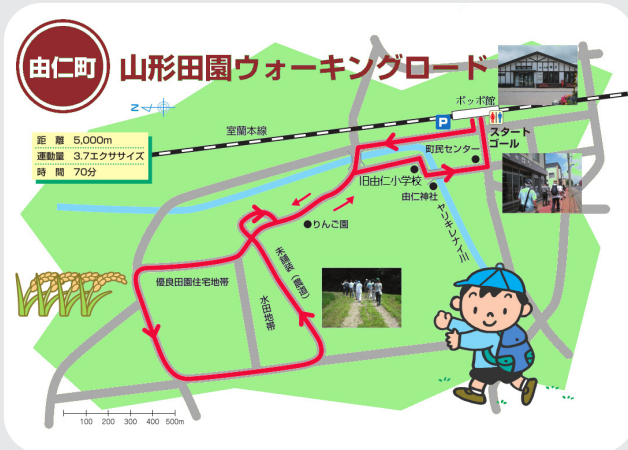 由仁町
山形田園ウォーキングロード
Z
ポッポ館
P
スタート
ゴール
室蘭本線
距 離 5,000m
運動量 3.7エクササイズ
時 間 70分
町民センター
旧由仁小学校
由仁神社
ヤリキレナイ川
りんご園
未舗装(農道)
優良田園住宅地帯
水田地帯
100 200 300 400 500m